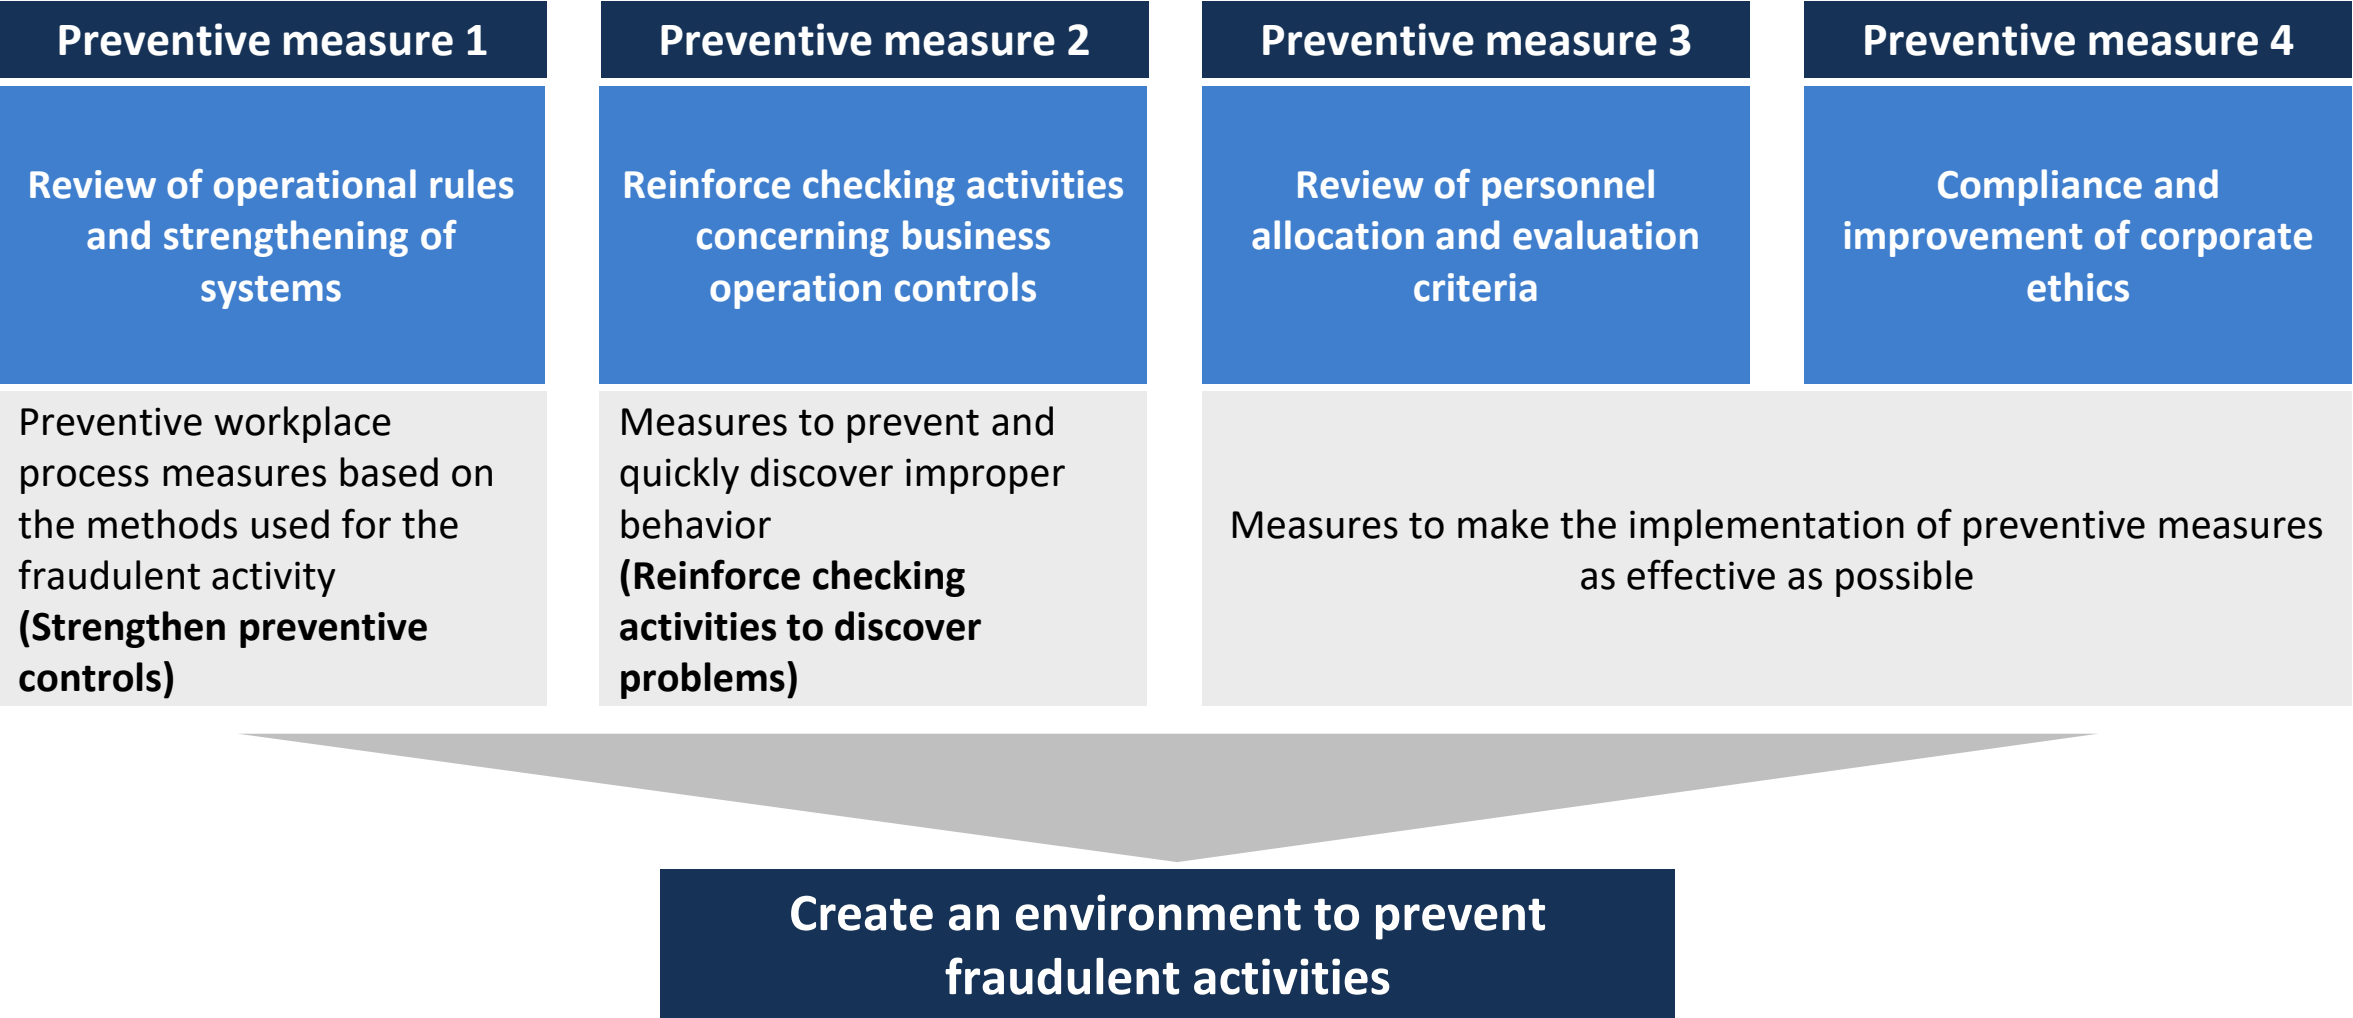 Preventive measure 1
Preventive measure 2
Preventive measure 3
Preventive measure 4
Review of operational rules
and strengthening of
systems
Reinforce checking activities
concerning business
operation controls
Review of personnel
allocation and evaluation
criteria
Compliance and
improvement of corporate
ethics
Preventive workplace
process measures based on
the methods used for the
fraudulent activity
(Strengthen preventive
controls)
Measures to prevent and
quickly discover improper
behavior
(Reinforce checking
activities to discover
problems)
Measures to make the implementation of preventive measures
as effective as possible
Create an environment to prevent
fraudulent activities